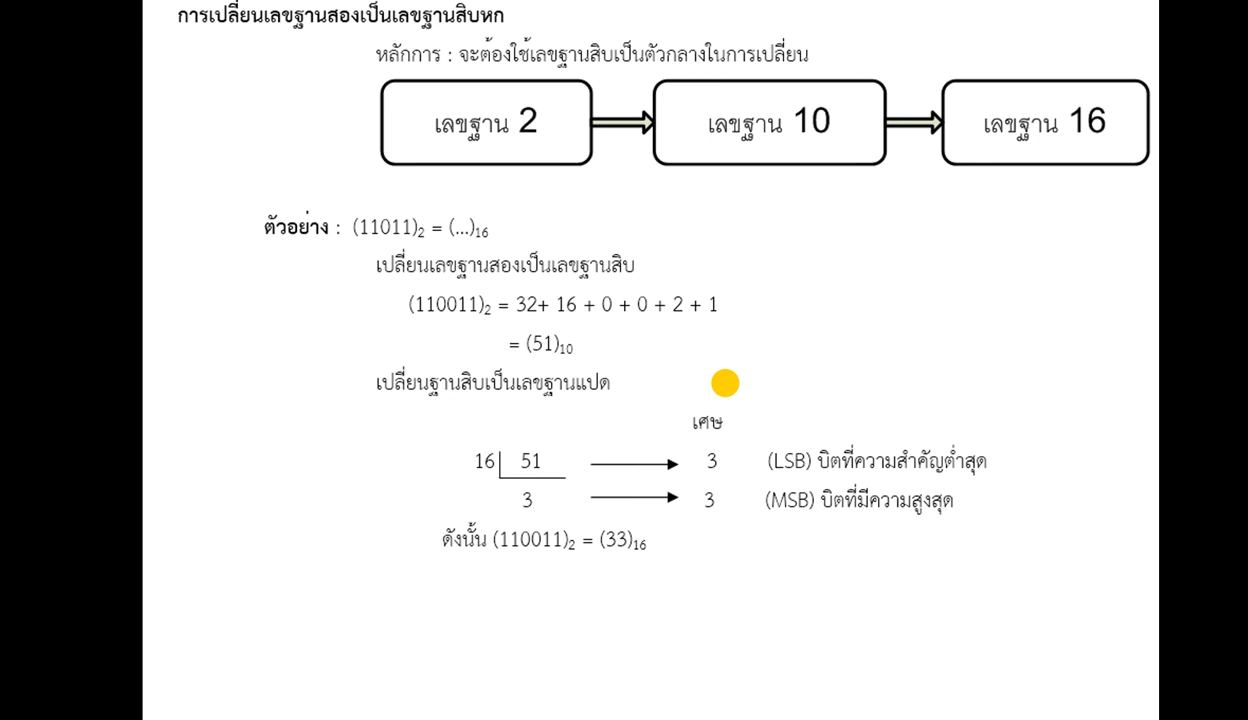 การเปลี่ยนเลขฐานสองเป็นเลขฐานสิบหก
หลักการ : จะต้องใช้เลขฐานสิบเป็นตัวกลางในการเปลี่ยน
เลขฐาน 2 เลขฐาน 10 เลขฐาน 16
ตัวอย่าง : (11011)₂ = (...)₁₆
เปลี่ยนเลขฐานสองเป็นเลขฐานสิบ
(110011)₂ = 32+ 16 + 0 + 0 + 2 + 1
= (51)₁₀
เปลี่ยนฐานสิบเป็นเลขฐานแปด
เศษ
16 51 3 (LSB) บิตที่ความสำคัญต่ำสุด
3 3 (MSB) บิตที่มีความสูงสุด
ดังนั้น (110011)₂ = (33)₁₆